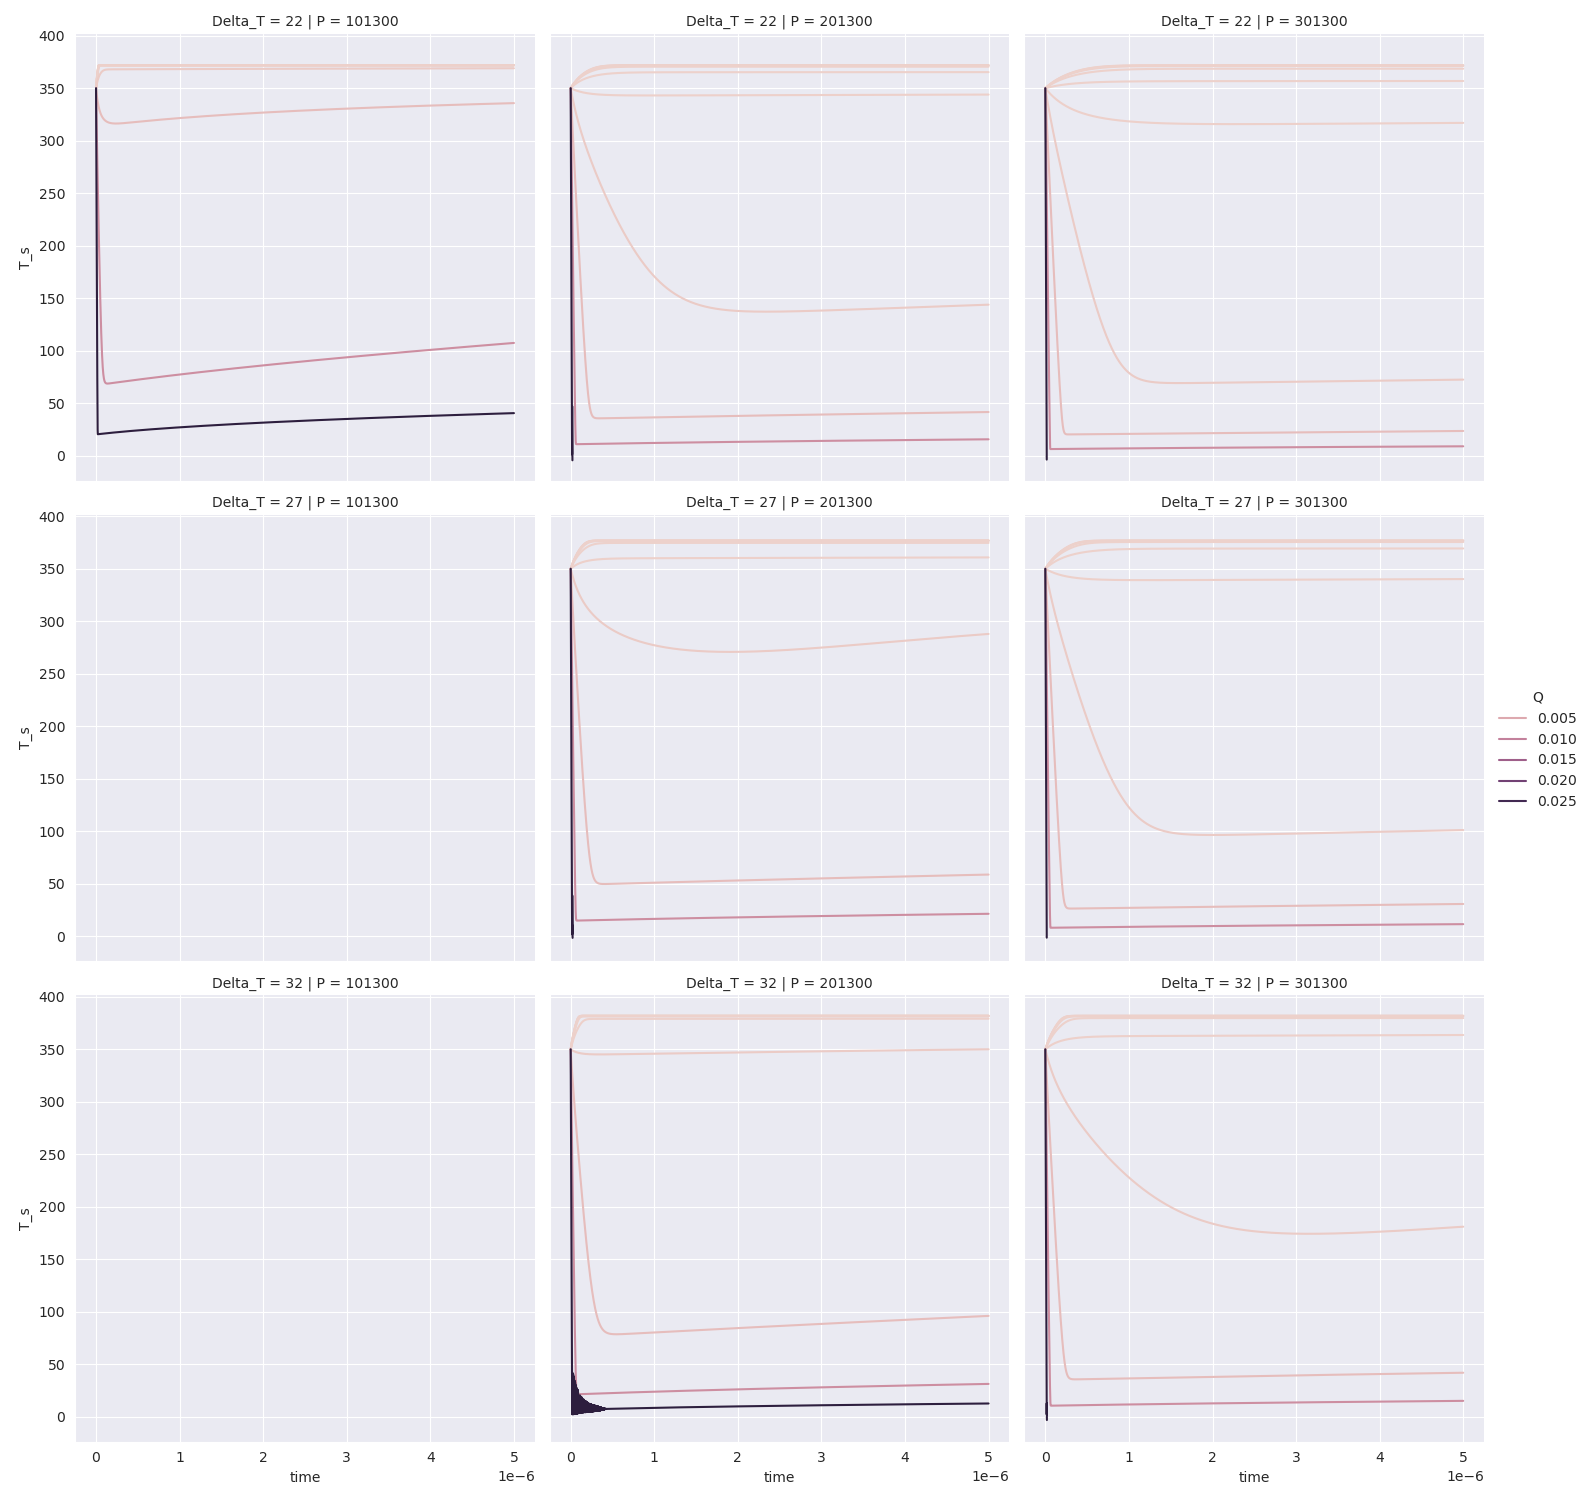 Delta_T = 22 | P = 101300
Delta_T = 22 | P = 201300
Delta_T = 22 | P = 301300
400
350
300
250
200
150
100
50
0
T_s
Delta_T = 27 | P = 101300
Delta_T = 27 | P = 201300
Delta_T = 27 | P = 301300
400
350
300
250
200
150
100
50
0
T_s
Q
0.005
0.010
0.015
0.020
0.025
Delta_T = 32 | P = 101300
Delta_T = 32 | P = 201300
Delta_T = 32 | P = 301300
400
350
300
250
200
150
100
50
0
T_s
0 1 2 3 4 5
time
1e−6
0 1 2 3 4 5
time
1e−6
0 1 2 3 4 5
time
1e−6